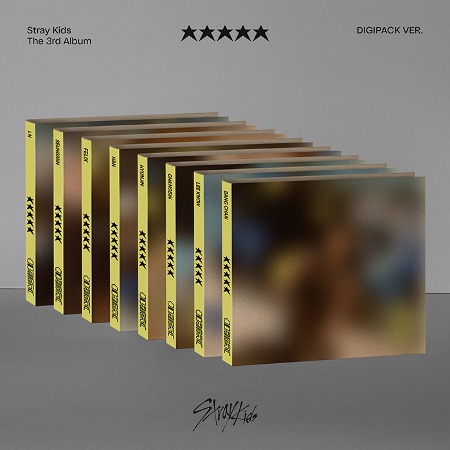 Stray Kids
The 3rd Album
★★★★★
DIGIPACK VER.
I.N
SEUNGMIN
FELIX
HAN
HYUNJIN
CHANGBIN
LEE KNOW
BANG CHAN
★★★★★
★★★★★
★★★★★
★★★★★
★★★★★
★★★★★
★★★★★
★★★★★
Stray Kids